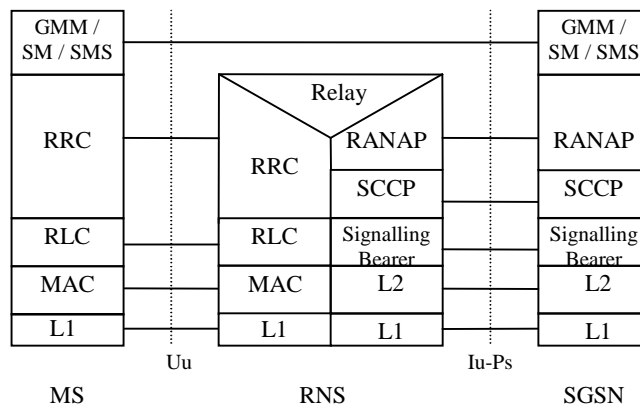 GMM /
SM / SMS
GMM /
SM / SMS
Relay
RRC
RRC
RANAP
RANAP
SCCP
SCCP
RLC
RLC
Signalling
Bearer
Signalling
Bearer
MAC
MAC
L2
L2
L1
L1
L1
L1
Uu
Iu-Ps
MS
RNS
SGSN